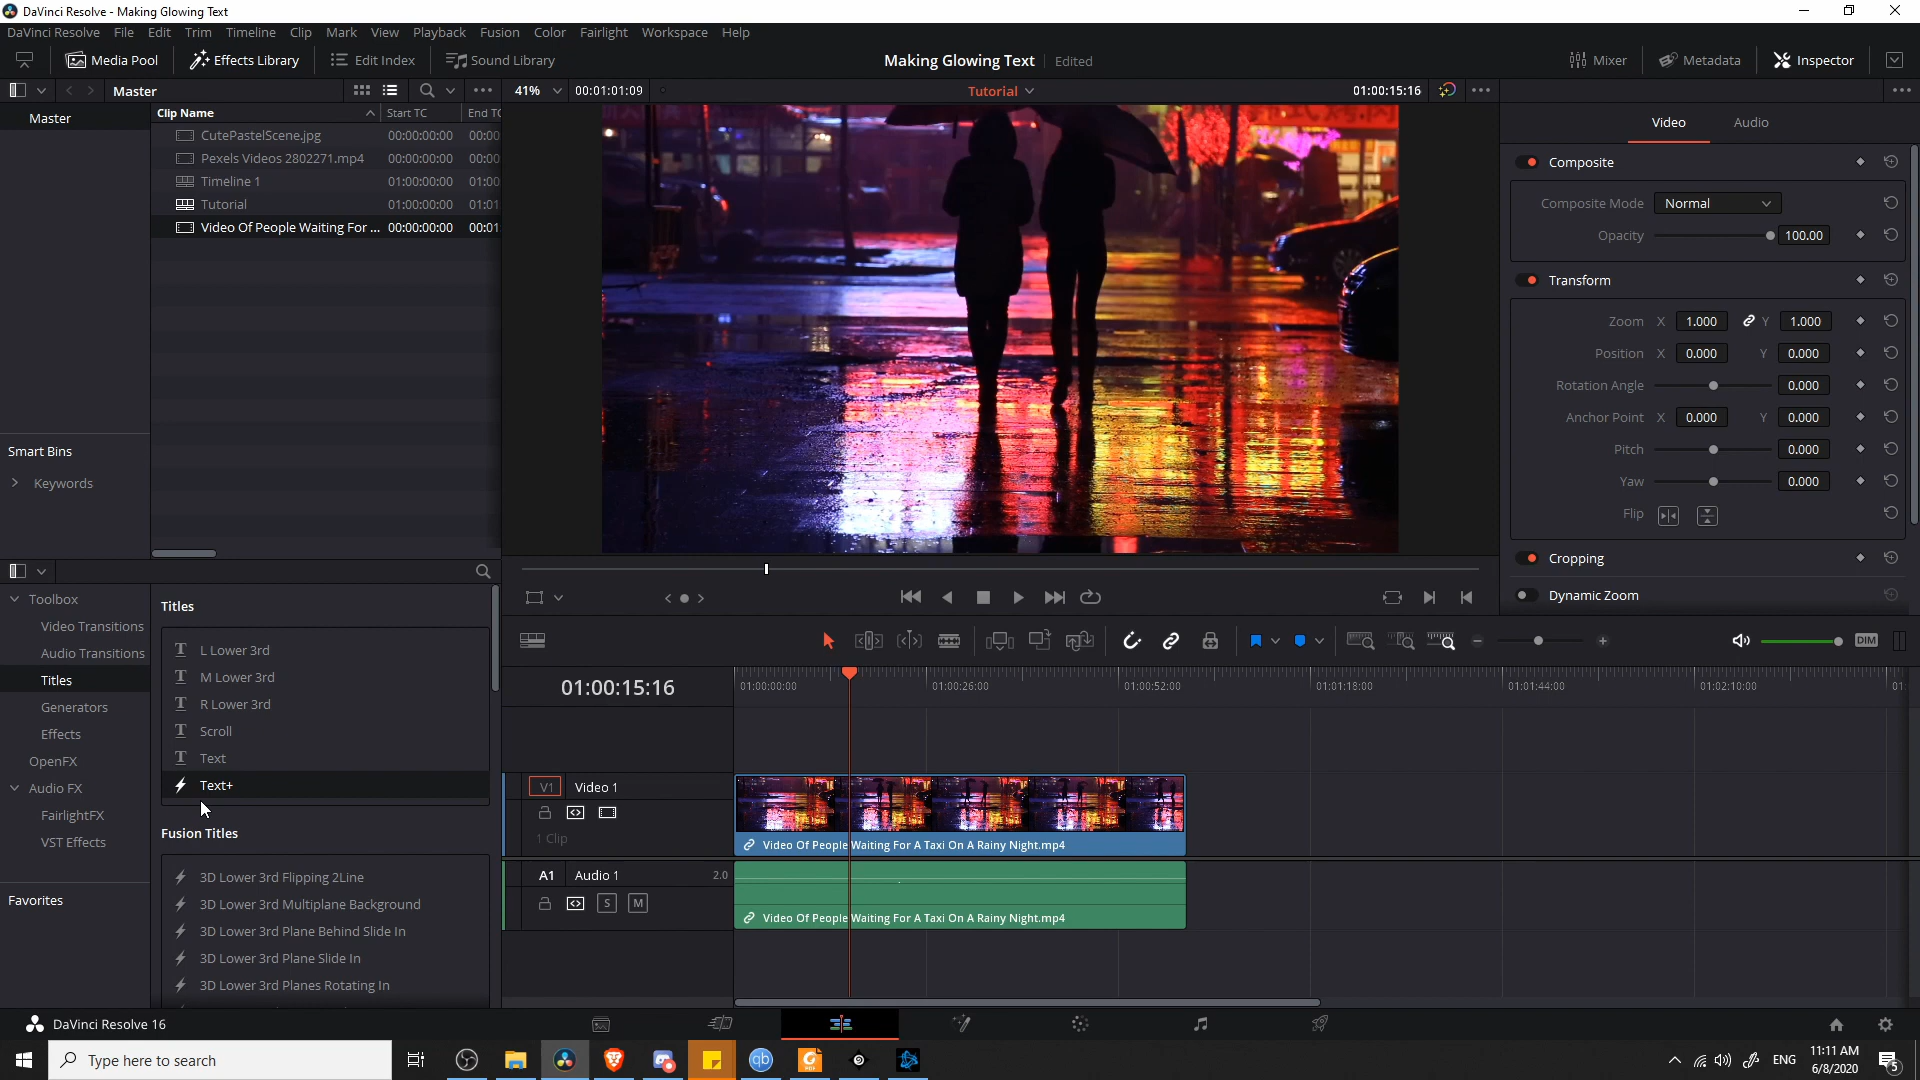 DaVinci Resolve - Making Glowing Text
DaVinci Resolve File Edit Trim Timeline Clip Mark View Playback Fusion Color Fairlight Workspace Help
Media Pool Effects Library Edit Index Sound Library Making Glowing Text Edited Mixer Metadata Inspector
Master 41% 00:01:01:09 Tutorial 01:00:15:16
Master
Clip Name Start TC
CutePastelScene.jpg 00:00:00:00 00:00
Pexels Videos 2802271.mp4 00:00:00:00 00:00
Timeline 1 01:00:00:00 01:00
Tutorial 01:00:00:00 01:01
Video Of People Waiting For ... 00:00:00:00 00:01
Smart Bins
Keywords
Video Audio
Composite
Composite Mode Normal
Opacity 100.00
Transform
Zoom X 1.000 Y 1.000
Position X 0.000 Y 0.000
Rotation Angle 0.000
Anchor Point X 0.000 Y 0.000
Pitch 0.000
Yaw 0.000
Flip
Cropping
Dynamic Zoom
Toolbox
Video Transitions
Audio Transitions
Titles
Generators
Effects
OpenFX
Audio FX
FairlightFX
VST Effects
Favorites
Titles
L Lower 3rd
M Lower 3rd
R Lower 3rd
Scroll
Text
Text+
Fusion Titles
3D Lower 3rd Flipping 2Line
3D Lower 3rd Multiplane Background
3D Lower 3rd Plane Behind Slide In
3D Lower 3rd Plane Slide In
3D Lower 3rd Planes Rotating In
DIM
01:00:15:16 01:00:00:00 01:00:26:00 01:00:52:00 01:01:18:00 01:01:44:00 01:02:10:00 01
V1 Video 1
1 Clip
Video Of People Waiting For A Taxi On A Rainy Night.mp4
A1 Audio 1 2.0
S M
Video Of People Waiting For A Taxi On A Rainy Night.mp4
DaVinci Resolve 16
Type here to search
qb
ENG
11:11 AM
6/8/2020
5